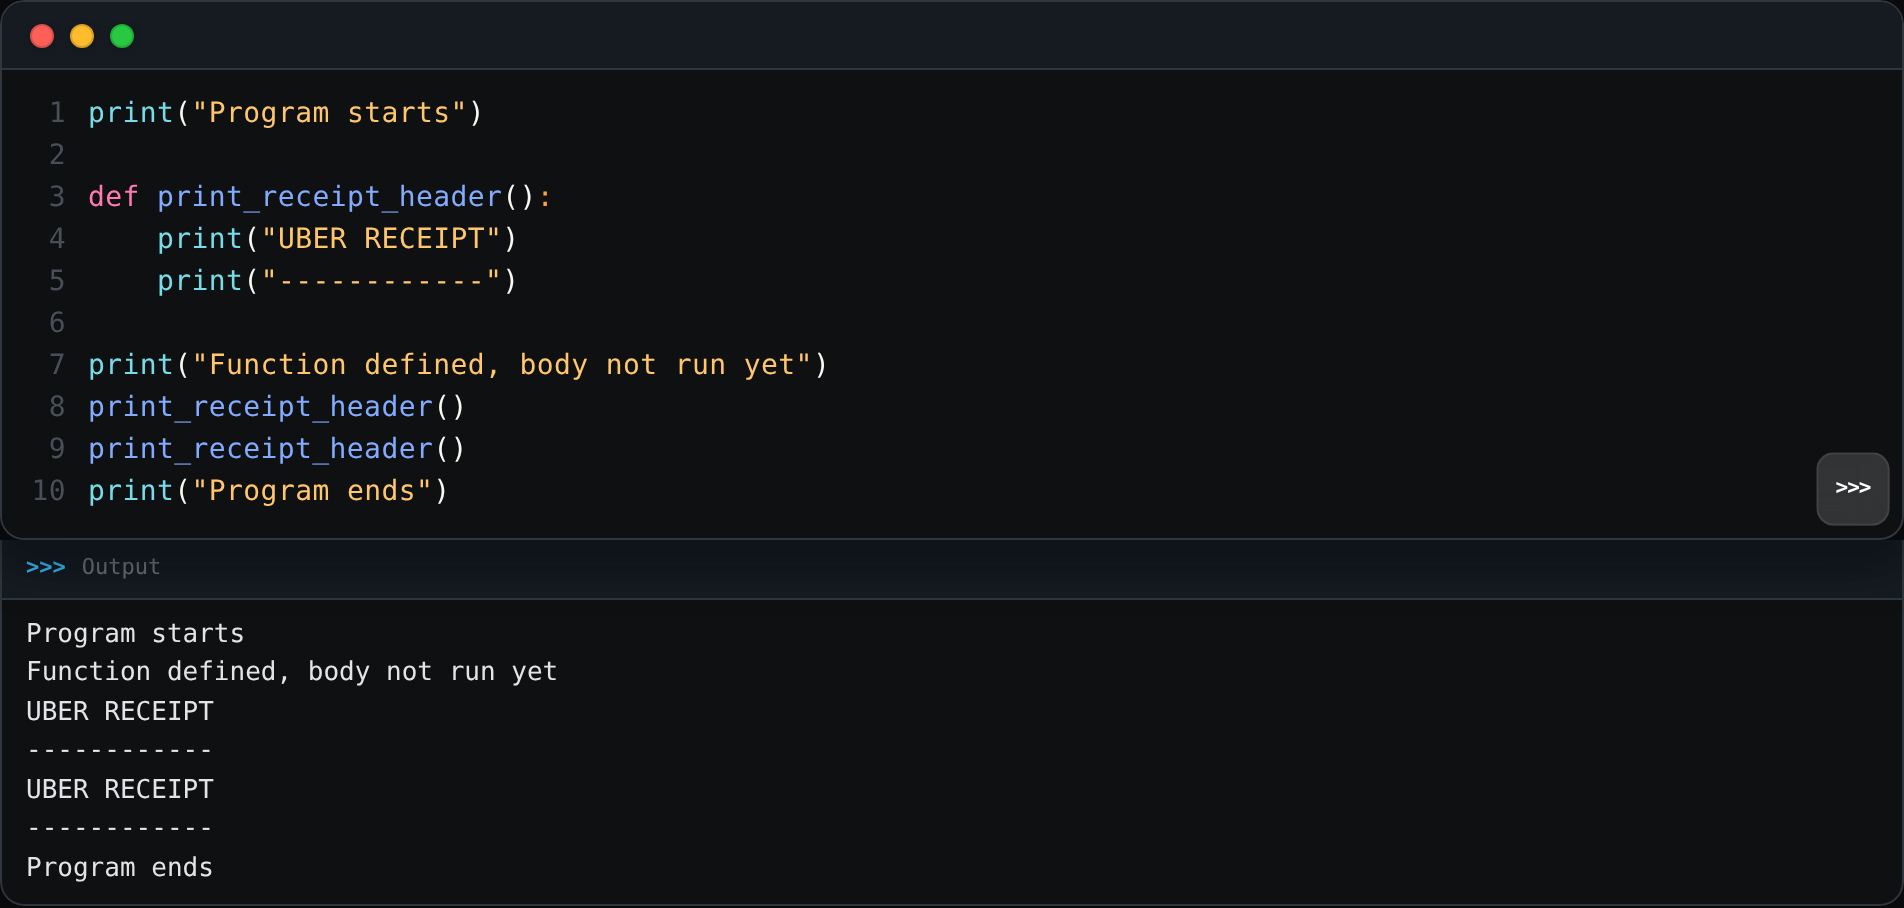 1 print("Program starts")
2
3 def print_receipt_header():
4     print("UBER RECEIPT")
5     print("------------")
6
7 print("Function defined, body not run yet")
8 print_receipt_header()
9 print_receipt_header()
10 print("Program ends")
>>>
>>> Output
Program starts
Function defined, body not run yet
UBER RECEIPT
------------
UBER RECEIPT
------------
Program ends